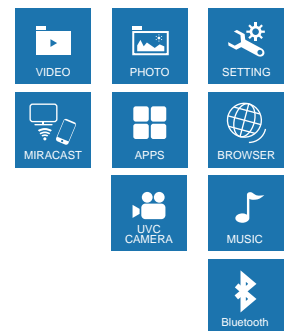 VIDEO
PHOTO
SETTING
MIRACAST
APPS
BROWSER
UVC
CAMERA
MUSIC
Bluetooth